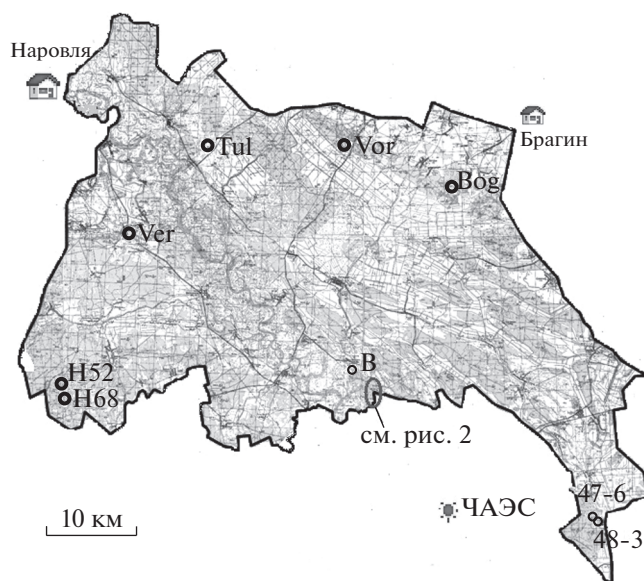 Наровля
Брагин
Tul
Vor
Bog
Ver
B
H52
H68
см. рис. 2
47-6
ЧАЭС
48-3
10 км